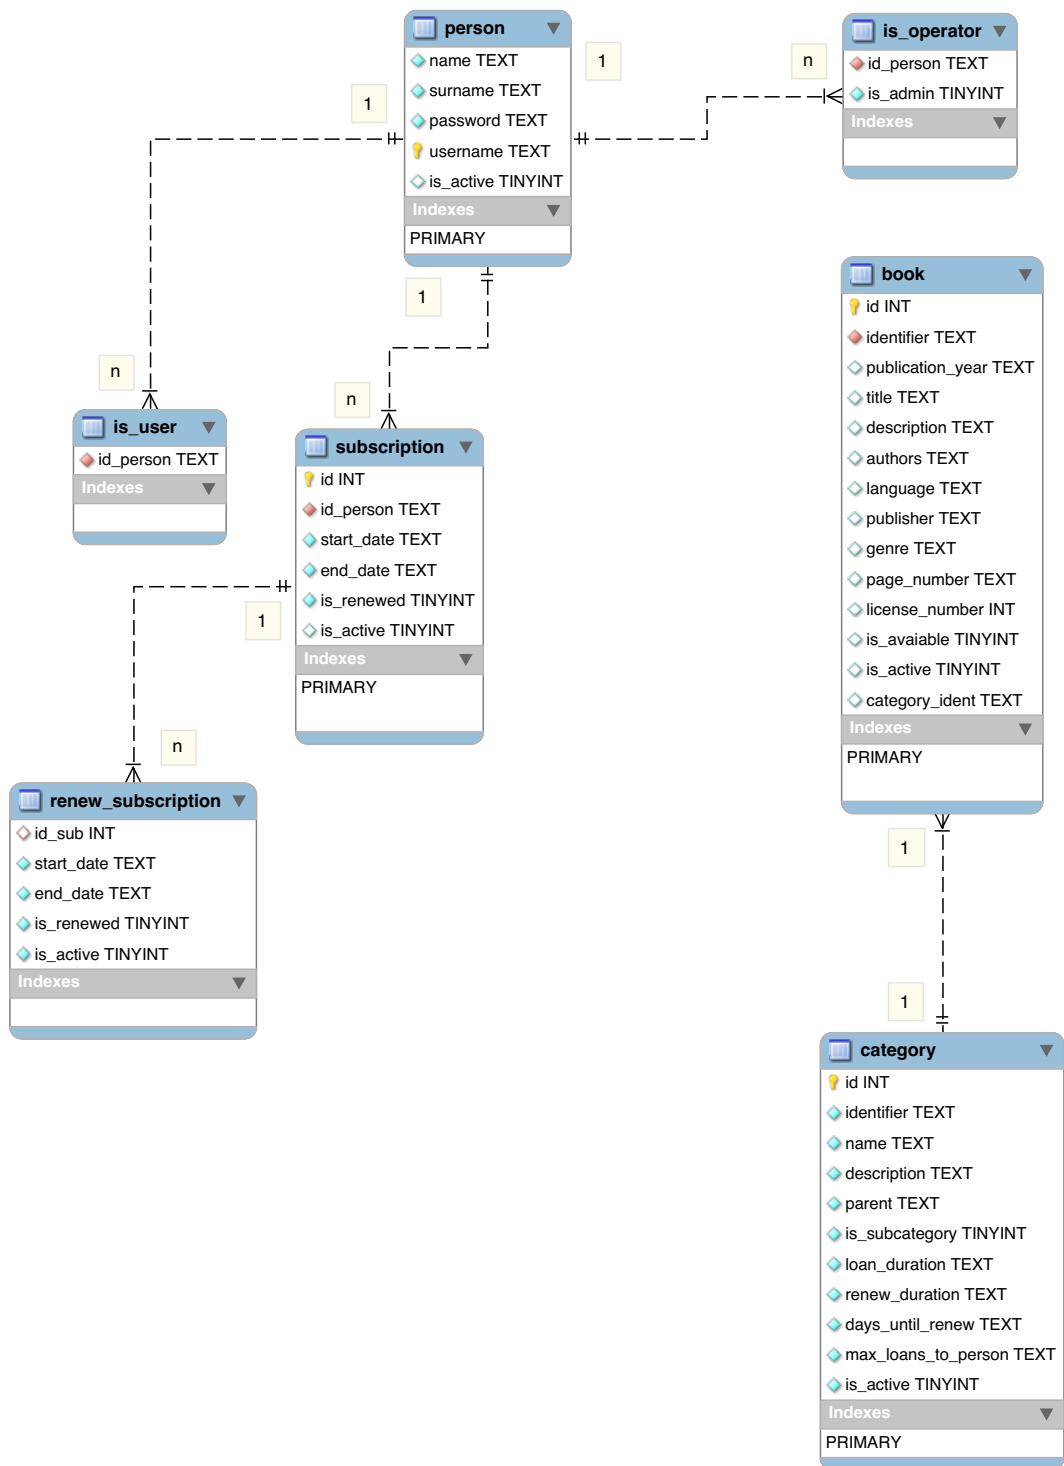 person
name TEXT
surname TEXT
password TEXT
username TEXT
is_active TINYINT
Indexes
PRIMARY
1
1
1
n
is_operator
id_person TEXT
is_admin TINYINT
Indexes
n
is_user
id_person TEXT
Indexes
n
subscription
id INT
id_person TEXT
start_date TEXT
end_date TEXT
is_renewed TINYINT
is_active TINYINT
Indexes
PRIMARY
1
n
renew_subscription
id_sub INT
start_date TEXT
end_date TEXT
is_renewed TINYINT
is_active TINYINT
Indexes
book
id INT
identifier TEXT
publication_year TEXT
title TEXT
description TEXT
authors TEXT
language TEXT
publisher TEXT
genre TEXT
page_number TEXT
license_number INT
is_avaiable TINYINT
is_active TINYINT
category_ident TEXT
Indexes
PRIMARY
1
1
category
id INT
identifier TEXT
name TEXT
description TEXT
parent TEXT
is_subcategory TINYINT
loan_duration TEXT
renew_duration TEXT
days_until_renew TEXT
max_loans_to_person TEXT
is_active TINYINT
Indexes
PRIMARY